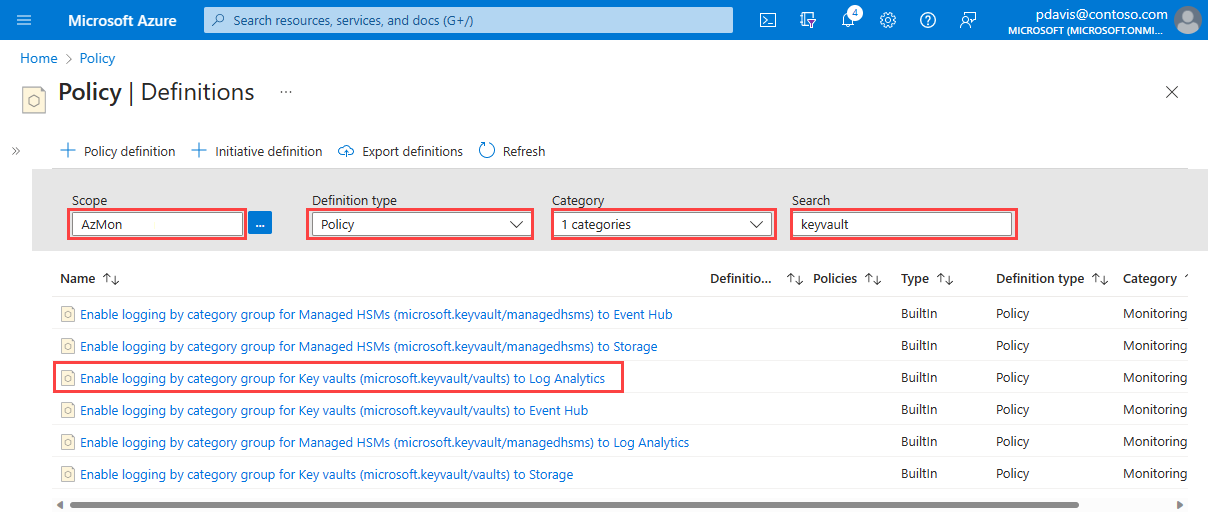 Microsoft Azure
Search resources, services, and docs (G+/)
4
pdavis@contoso.com
MICROSOFT (MICROSOFT.ONMI...
Home > Policy
Policy | Definitions ...
Policy definition
Initiative definition
Export definitions
Refresh
Scope
Definition type
Category
Search
AzMon
...
Policy
1 categories
keyvault
Name Definitio... Policies Type Definition type Category
Enable logging by category group for Managed HSMs (microsoft.keyvault/managedhsms) to Event Hub BuiltIn Policy Monitoring
Enable logging by category group for Managed HSMs (microsoft.keyvault/managedhsms) to Storage BuiltIn Policy Monitoring
Enable logging by category group for Key vaults (microsoft.keyvault/vaults) to Log Analytics BuiltIn Policy Monitoring
Enable logging by category group for Key vaults (microsoft.keyvault/vaults) to Event Hub BuiltIn Policy Monitoring
Enable logging by category group for Managed HSMs (microsoft.keyvault/managedhsms) to Log Analytics BuiltIn Policy Monitoring
Enable logging by category group for Key vaults (microsoft.keyvault/vaults) to Storage BuiltIn Policy Monitoring